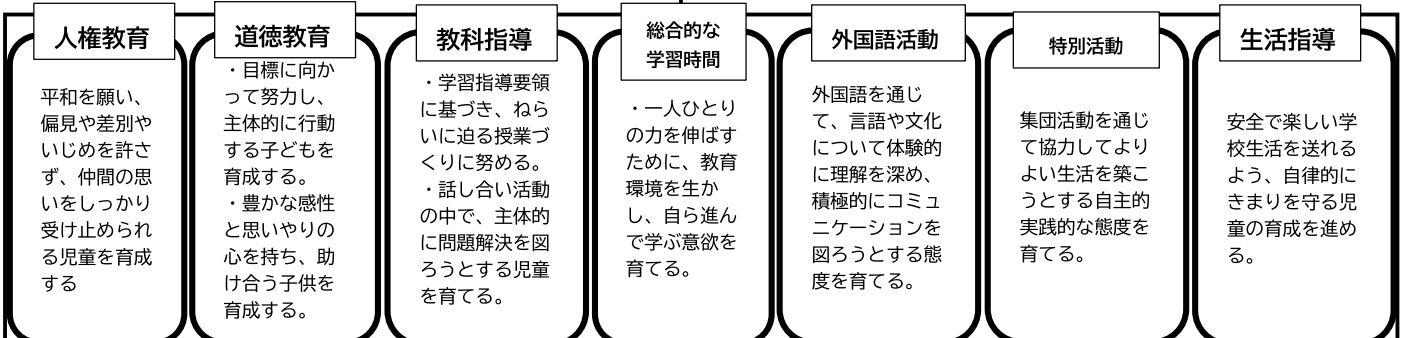 人権教育
平和を願い、
偏見や差別や
いじめを許さ
ず、仲間の思
いをしっかり
受け止められ
る児童を育成
する
道徳教育
・目標に向か
って努力し、
主体的に行動
する子どもを
育成する。
・豊かな感性
と思いやりの
心を持ち、助
け合う子供を
育成する。
教科指導
・学習指導要領
に基づき、ねら
いに迫る授業づ
くりに努める。
・話し合い活動
の中で、主体的
に問題解決を図
ろうとする児童
を育てる。
総合的な
学習時間
・一人ひとり
の力を伸ばす
ために、教育
環境を生か
し、自ら進ん
で学ぶ意欲を
育てる。
外国語活動
外国語を通じ
て、言語や文化
について体験的
に理解を深め、
積極的にコミュ
ニケーションを
図ろうとする態
度を育てる。
特別活動
集団活動を通じ
て協力してより
よい生活を築こ
うとする自主的
実践的な態度を
育てる。
生活指導
安全で楽しい学
校生活を送れる
よう、自律的に
きまりを守る児
童の育成を進め
る。